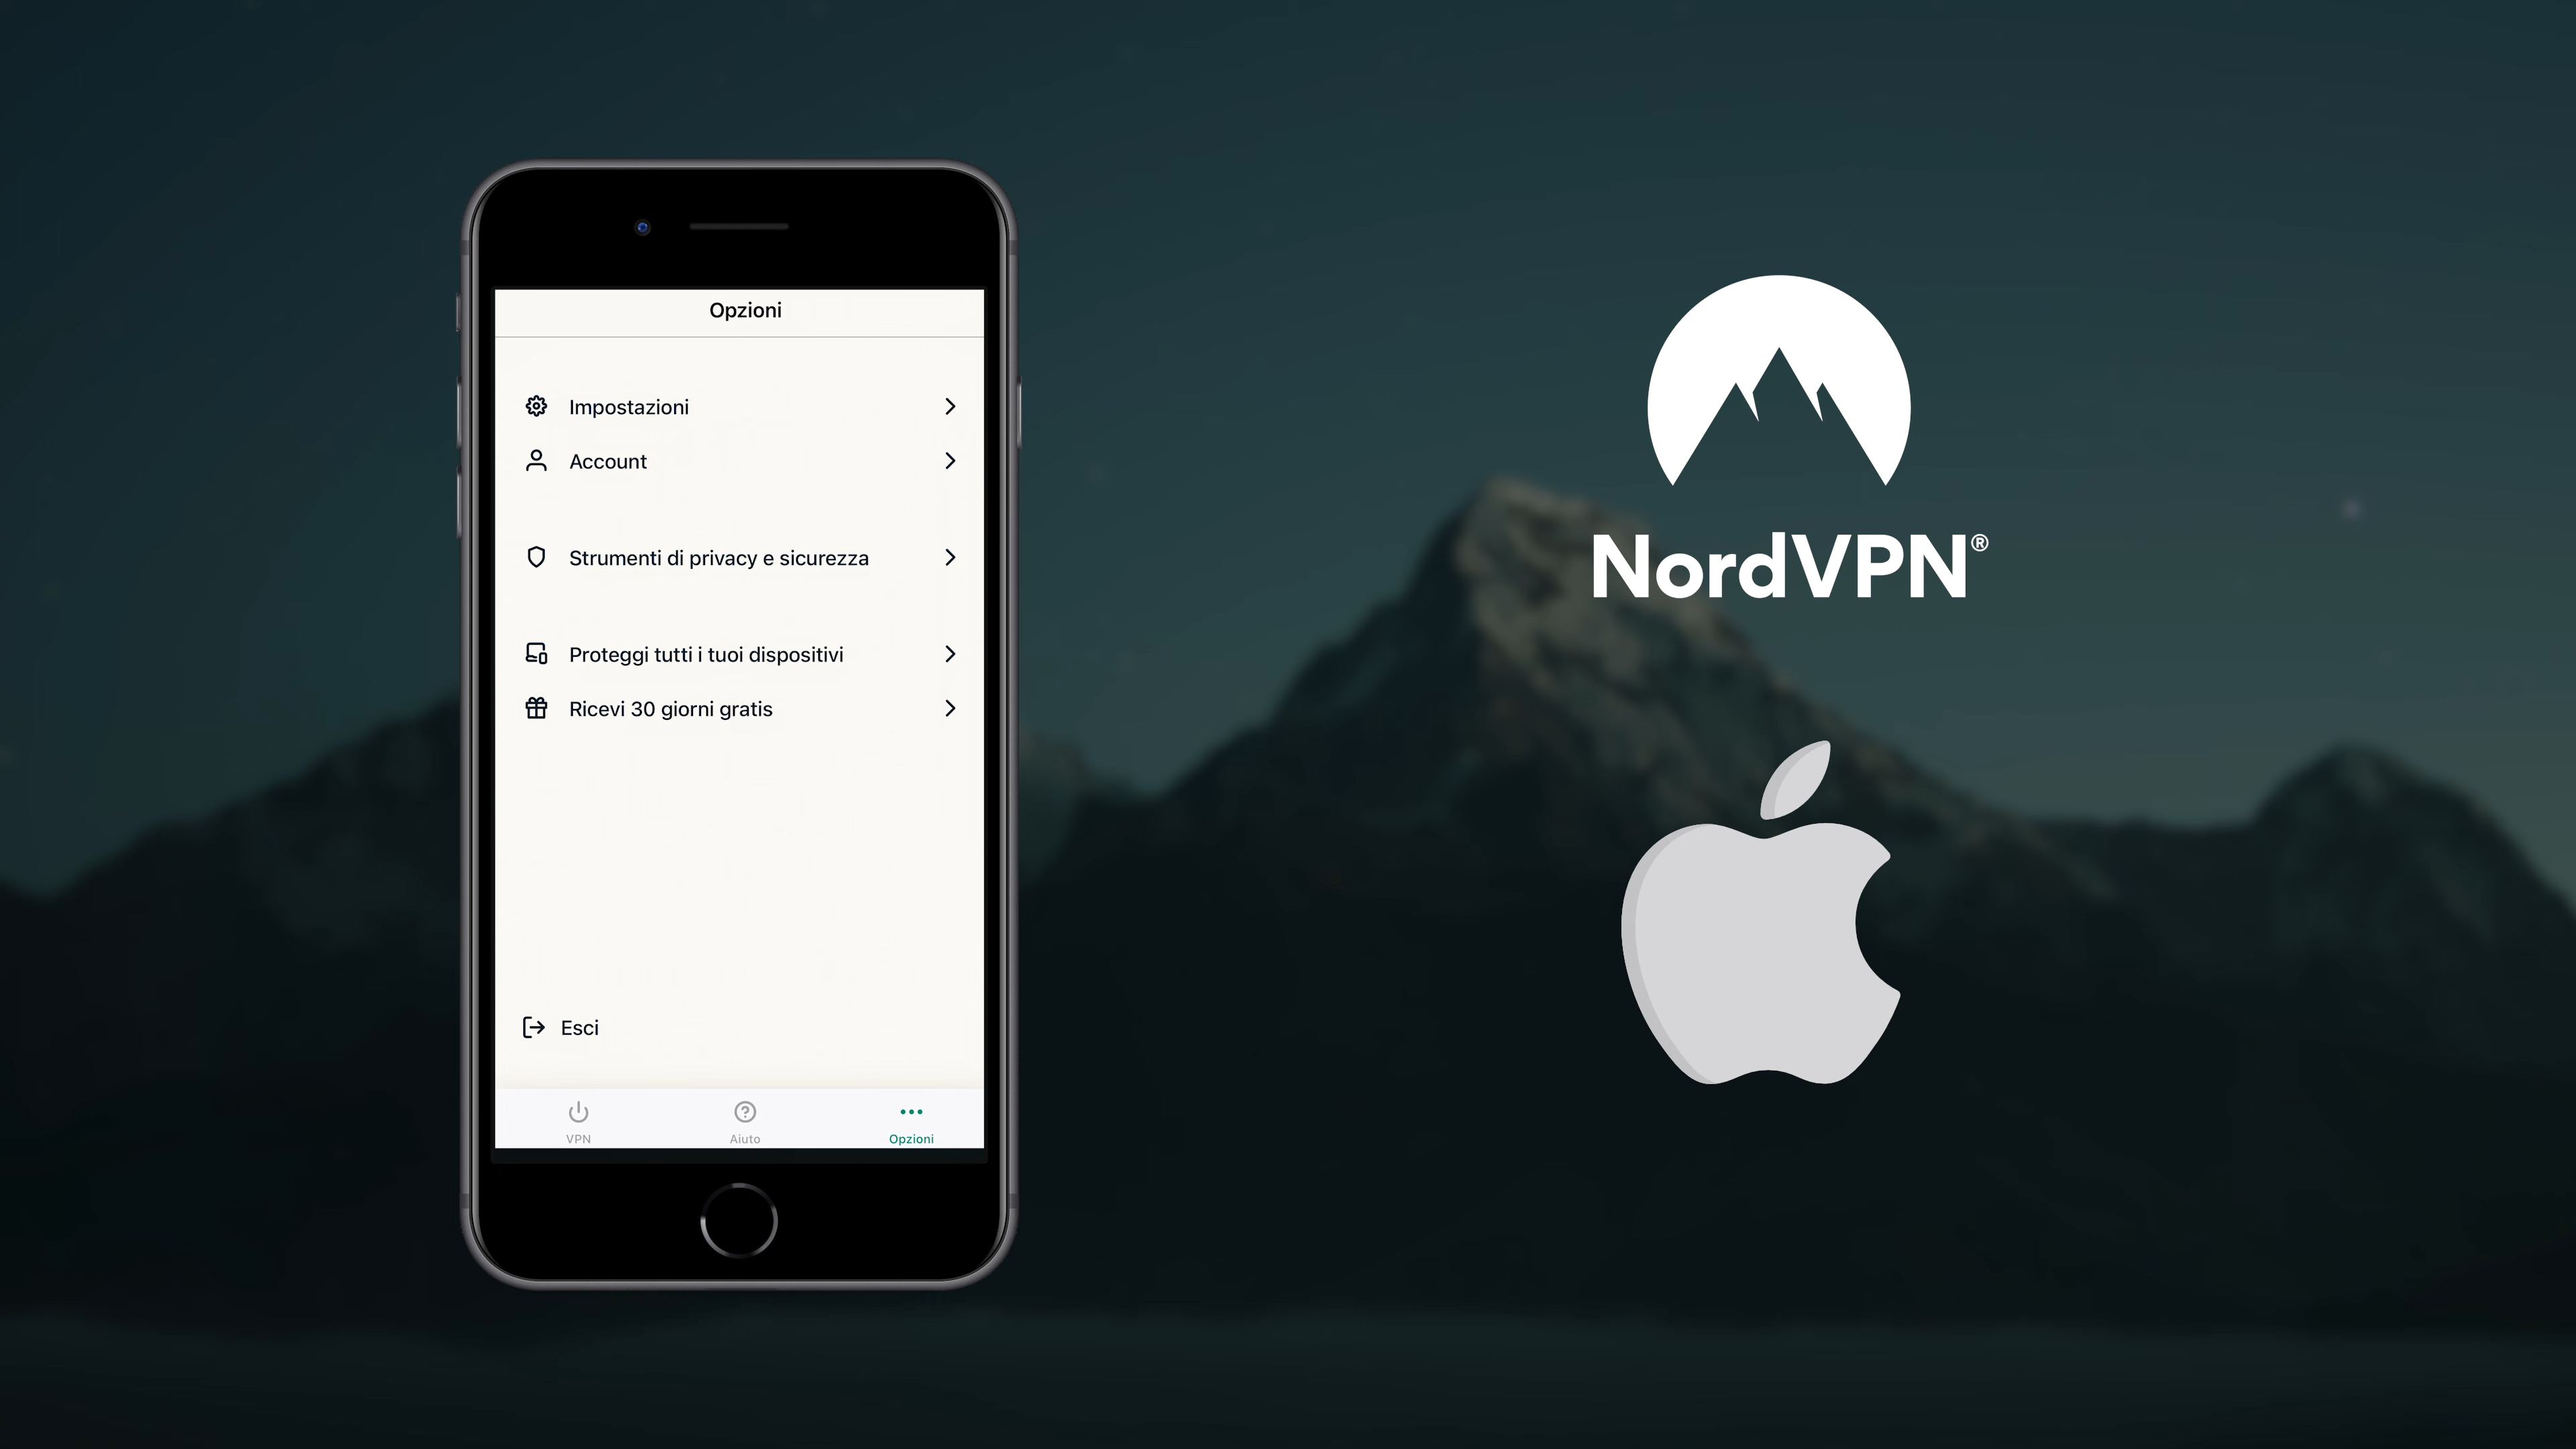 Opzioni
Impostazioni
Account
Strumenti di privacy e sicurezza
Proteggi tutti i tuoi dispositivi
Ricevi 30 giorni gratis
Esci
VPN
Aiuto
Opzioni
NordVPN®